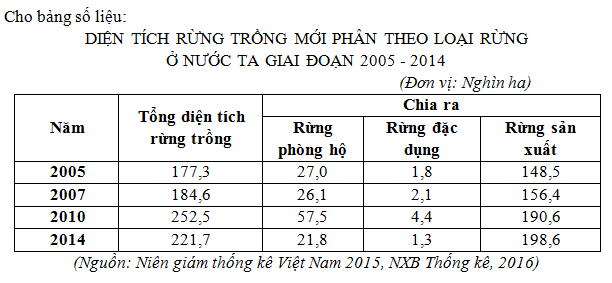 Cho bảng số liệu:
DIỆN TÍCH RỪNG TRỒNG MỚI PHÂN THEO LOẠI RỪNG
Ở NƯỚC TA GIAI ĐOẠN 2005 - 2014
(Đơn vị: Nghìn ha)
Năm Tổng diện tích rừng trồng Chia ra
Rừng phòng hộ Rừng đặc dụng Rừng sản xuất
2005 177,3 27,0 1,8 148,5
2007 184,6 26,1 2,1 156,4
2010 252,5 57,5 4,4 190,6
2014 221,7 21,8 1,3 198,6
(Nguồn: Niên giám thống kê Việt Nam 2015, NXB Thống kê, 2016)